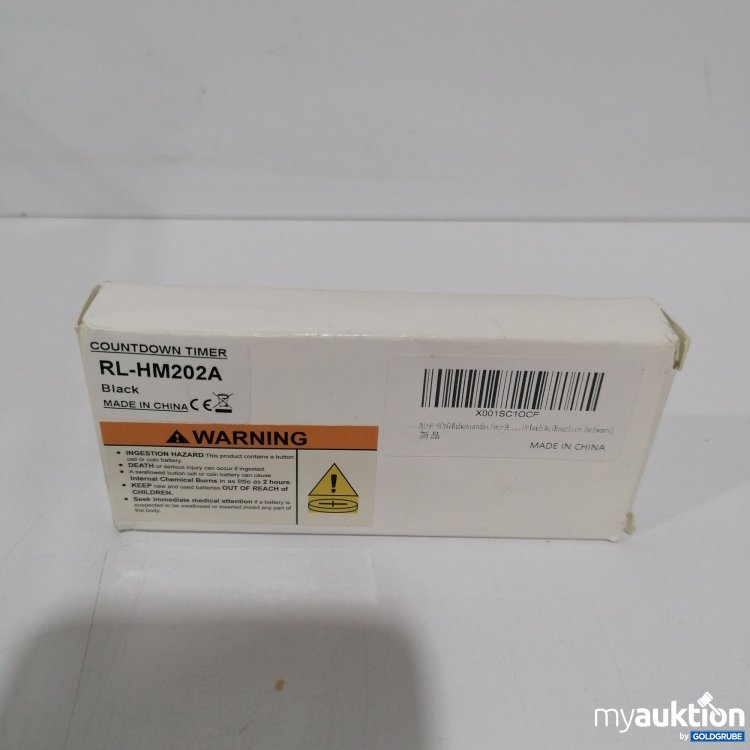 COUNTDOWN TIMER
RL-HM202A
Black
MADE IN CHINA CE
WARNING
• INGESTION HAZARD:This product contains a button
cell or coin battery.
• DEATH or serious injury can occur if ingested.
• A swallowed button cell or coin battery can cause
Internal Chemical Burns in as little as 2 hours.
• KEEP new and used batteries OUT OF REACH of
CHILDREN.
• Seek immediate medical attention if a battery is
suspected to be swallowed or inserted insied any part of
the body.
X001SC1OCF
(schwarz)
MADE IN CHINA
myauktion
by GOLDGRUBE